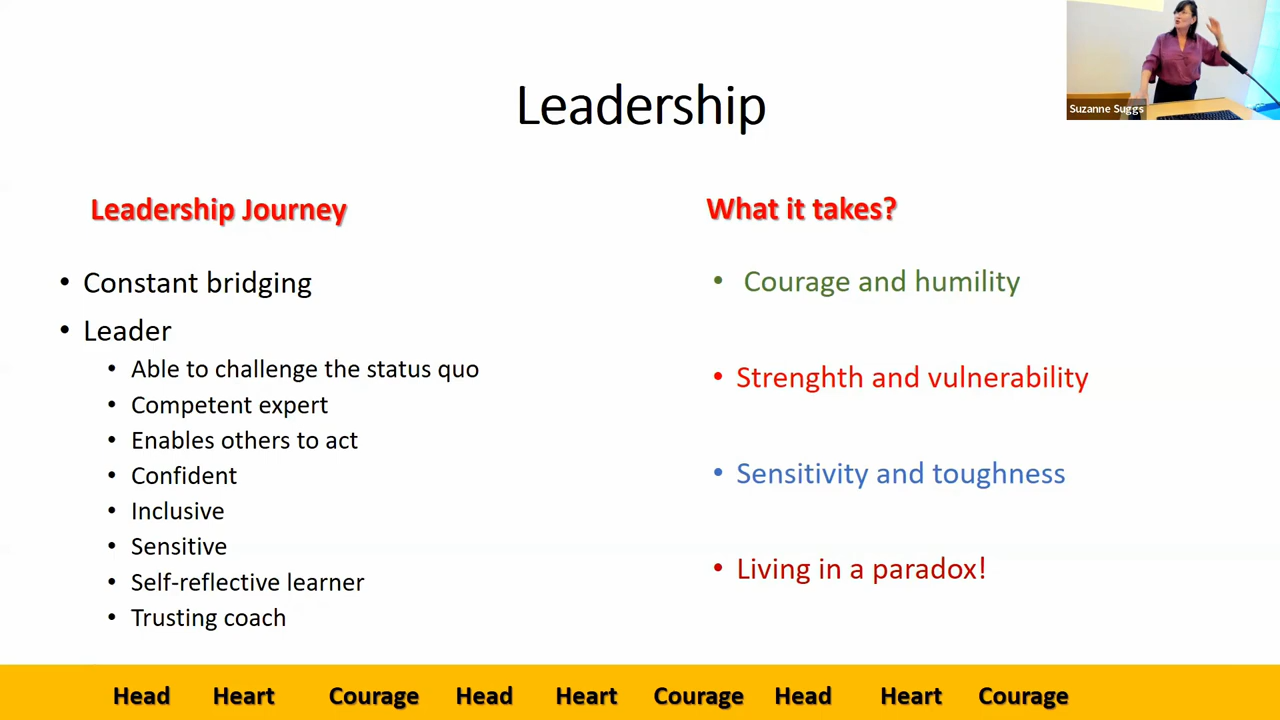 Suzanne Suggs
Leadership
Leadership Journey
• Constant bridging
• Leader
• Able to challenge the status quo
• Competent expert
• Enables others to act
• Confident
• Inclusive
• Sensitive
• Self-reflective learner
• Trusting coach
What it takes?
• Courage and humility
• Strenghth and vulnerability
• Sensitivity and toughness
• Living in a paradox!
Head Heart Courage Head Heart Courage Head Heart Courage